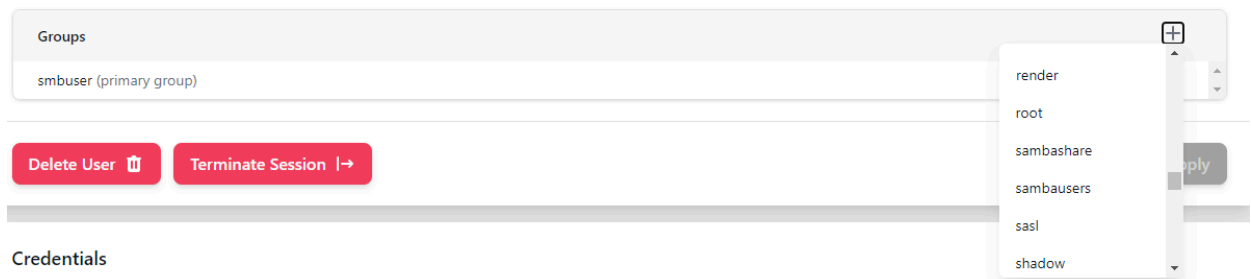 Groups
smbuser (primary group)
render
root
sambashare
sambausers
sasl
shadow
Delete User
Terminate Session
Credentials